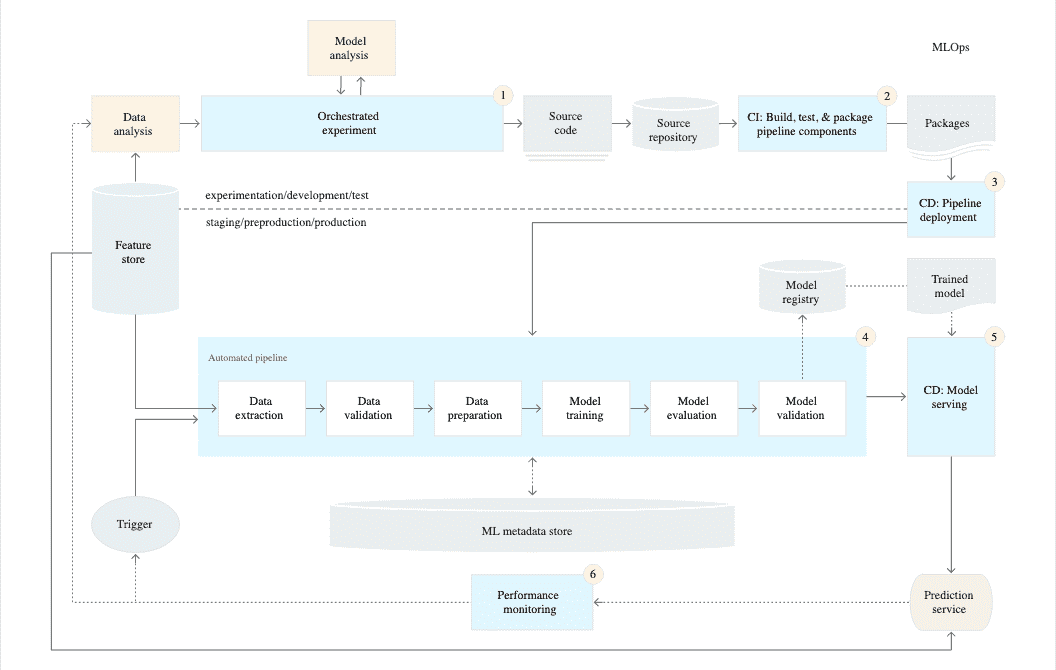 Model
analysis
MLOps
1
2
Data
analysis
Orchestrated
experiment
Source
code
Source
repository
CI: Build, test, & package
pipeline components
Packages
3
experimentation/development/test
staging/preproduction/production
CD: Pipeline
deployment
Feature
store
Model
registry
Trained
model
4
5
Automated pipeline
Data
extraction
Data
validation
Data
preparation
Model
training
Model
evaluation
Model
validation
CD: Model
serving
Trigger
ML metadata store
6
Performance
monitoring
Prediction
service